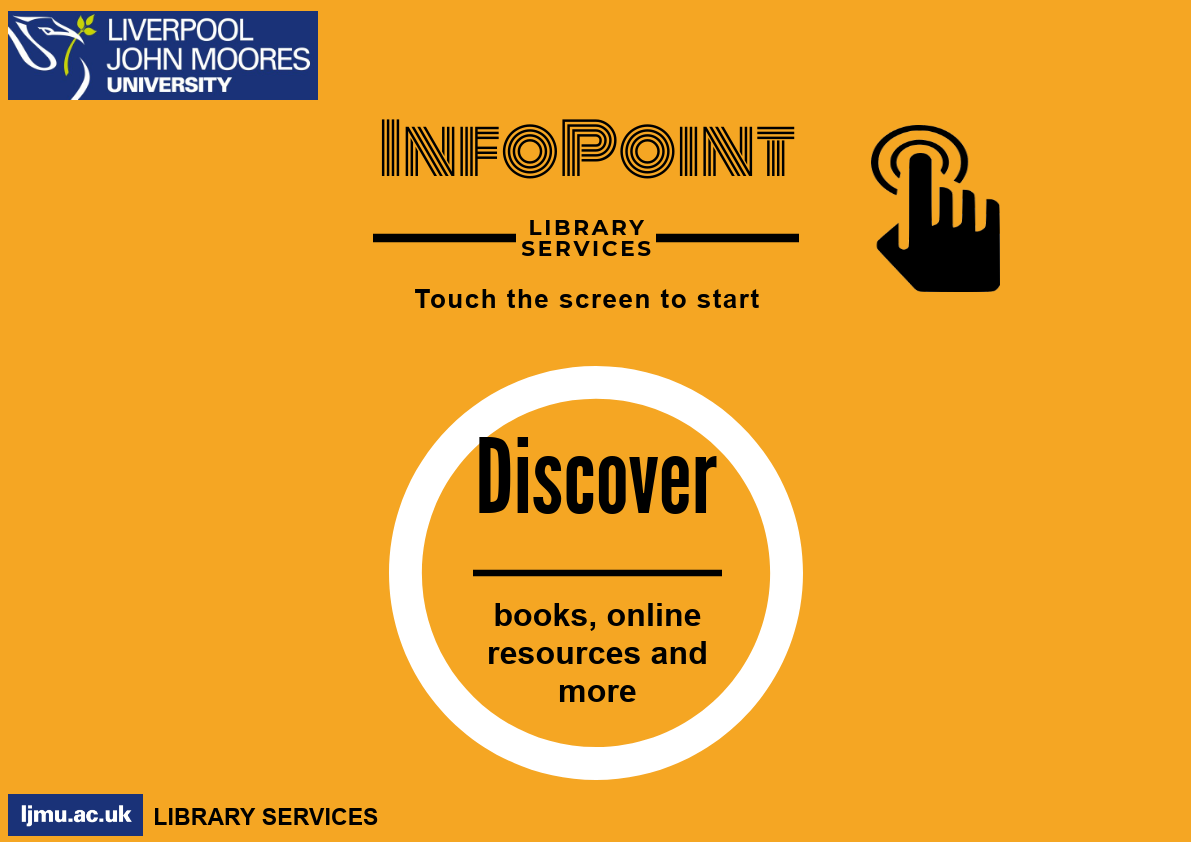 LIVERPOOL
JOHN MOORES
UNIVERSITY
INFOPOINT
LIBRARY
SERVICES
Touch the screen to start
Discover
books, online
resources and
more
ljmu.ac.uk LIBRARY SERVICES